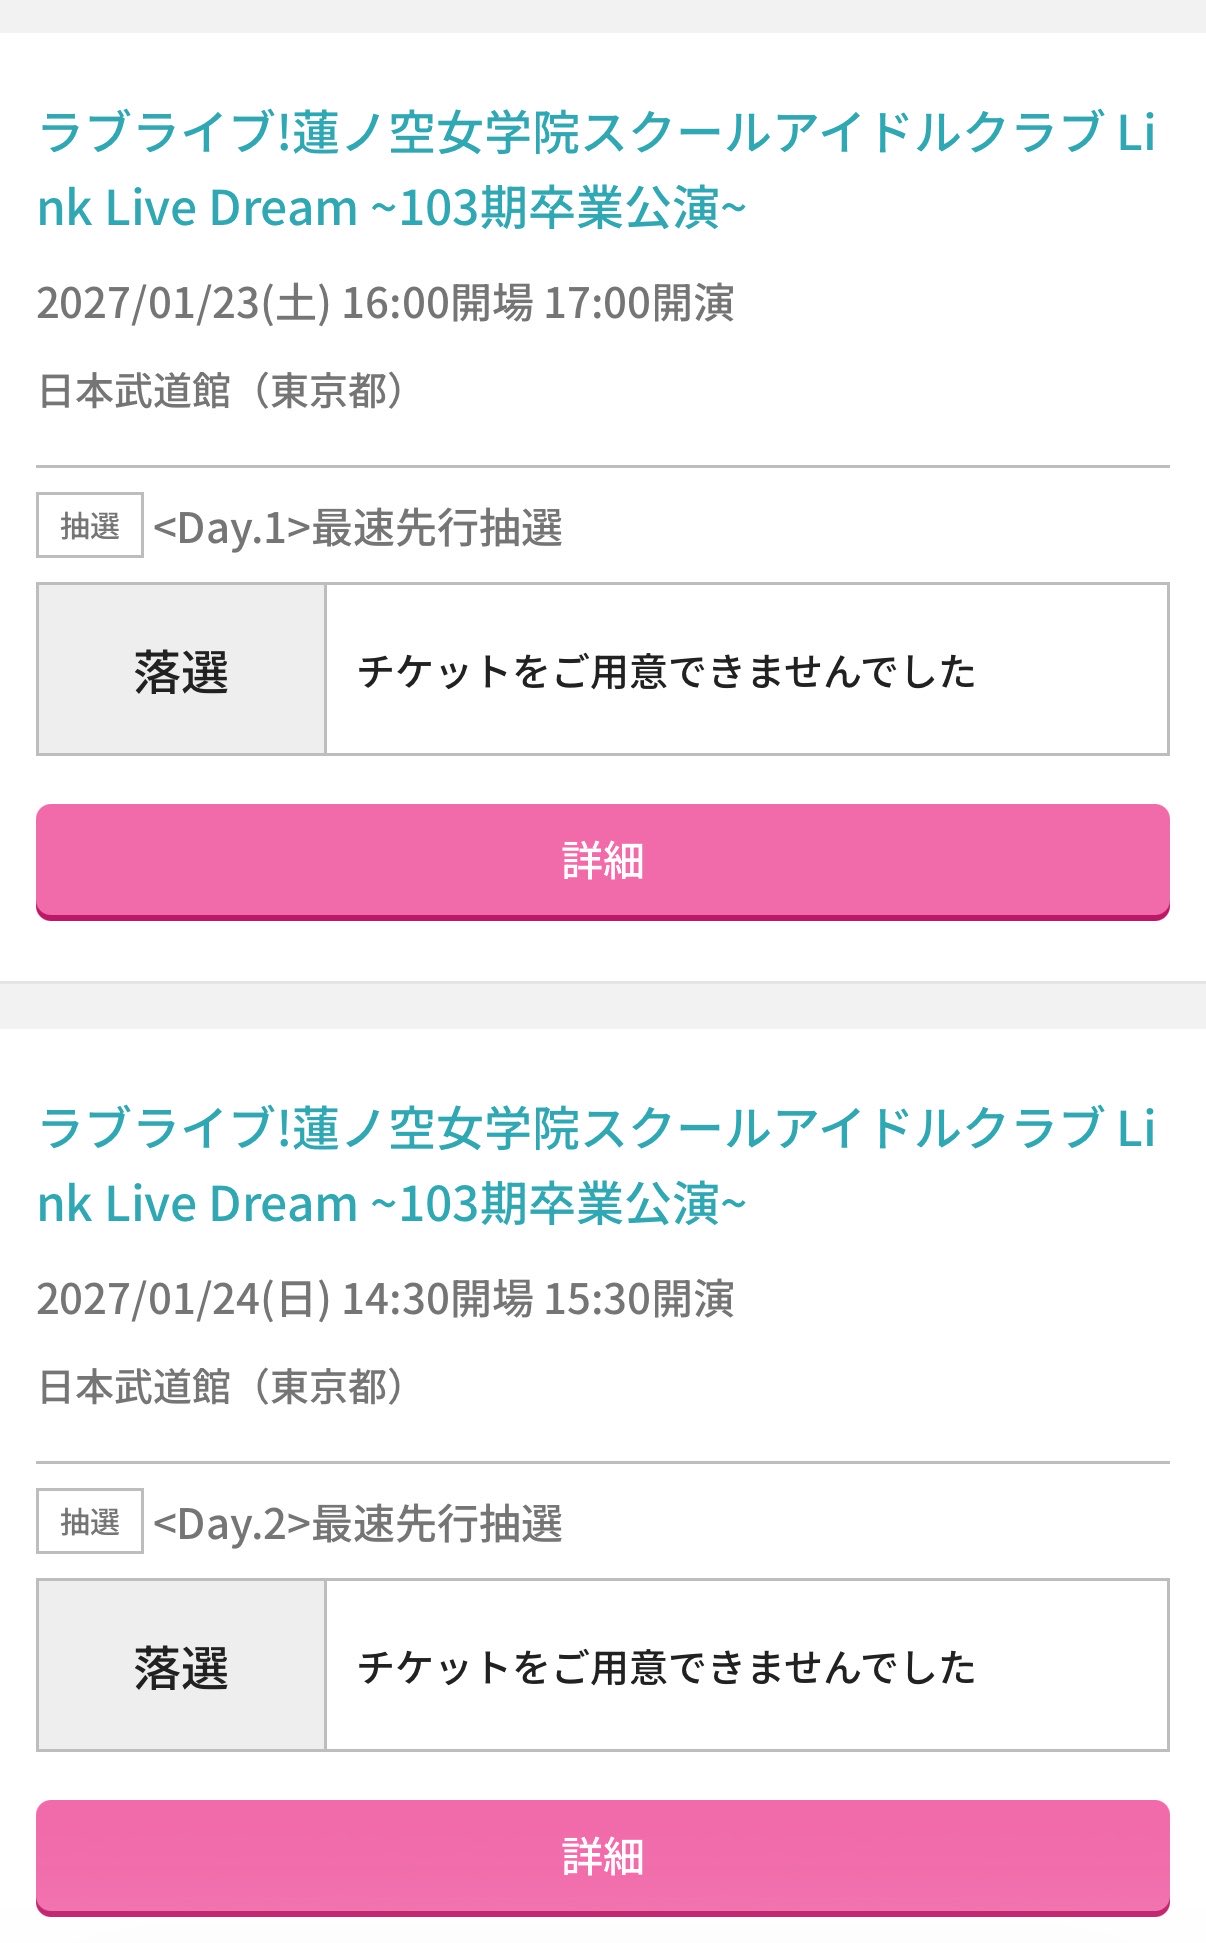 ラブライブ!蓮ノ空女学院スクールアイドルクラブ Li
nk Live Dream ~103期卒業公演~
2027/01/23(土) 16:00開場 17:00開演
日本武道館（東京都）
抽選 <Day.1>最速先行抽選
落選 チケットをご用意できませんでした
詳細
ラブライブ!蓮ノ空女学院スクールアイドルクラブ Li
nk Live Dream ~103期卒業公演~
2027/01/24(日) 14:30開場 15:30開演
日本武道館（東京都）
抽選 <Day.2>最速先行抽選
落選 チケットをご用意できませんでした
詳細